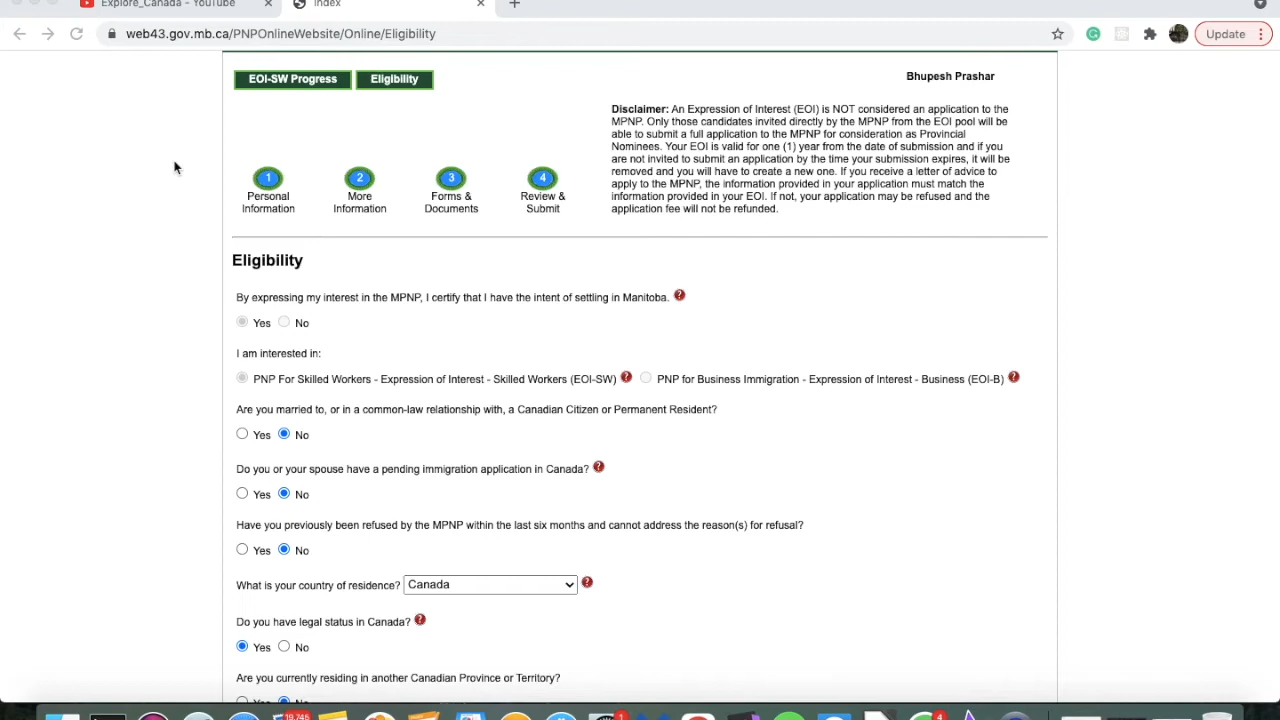 Explore_Canada - YouTube
Index
web43.gov.mb.ca/PNPOnlineWebsite/Online/Eligibility
Update
EOI-SW Progress
Eligibility
Bhupesh Prashar
Disclaimer: An Expression of Interest (EOI) is NOT considered an application to the
MPNP. Only those candidates invited directly by the MPNP from the EOI pool will be
able to submit a full application to the MPNP for consideration as Provincial
Nominees. Your EOI is valid for one (1) year from the date of submission and if you
are not invited to submit an application by the time your submission expires, it will be
removed and you will have to create a new one. If you receive a letter of advice to
apply to the MPNP, the information provided in your application must match the
information provided in your EOI. If not, your application may be refused and the
application fee will not be refunded.
1
Personal
Information
2
More
Information
3
Forms &
Documents
4
Review &
Submit
Eligibility
By expressing my interest in the MPNP, I certify that I have the intent of settling in Manitoba. ?
Yes No
I am interested in:
PNP For Skilled Workers - Expression of Interest - Skilled Workers (EOI-SW) ? PNP for Business Immigration - Expression of Interest - Business (EOI-B) ?
Are you married to, or in a common-law relationship with, a Canadian Citizen or Permanent Resident?
Yes No
Do you or your spouse have a pending immigration application in Canada? ?
Yes No
Have you previously been refused by the MPNP within the last six months and cannot address the reason(s) for refusal?
Yes No
What is your country of residence? Canada ?
Do you have legal status in Canada? ?
Yes No
Are you currently residing in another Canadian Province or Territory?
Yes No
19,745
1
4